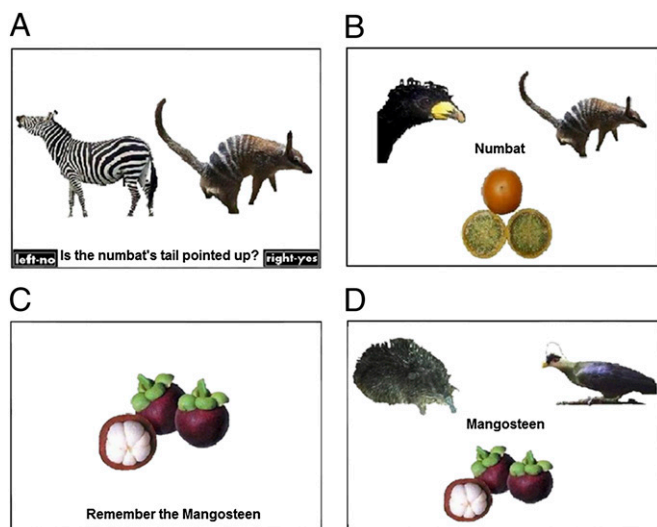 A
B
left-no Is the numbat's tail pointed up? right-yes
Numbat
C
D
Remember the Mangosteen
Mangosteen